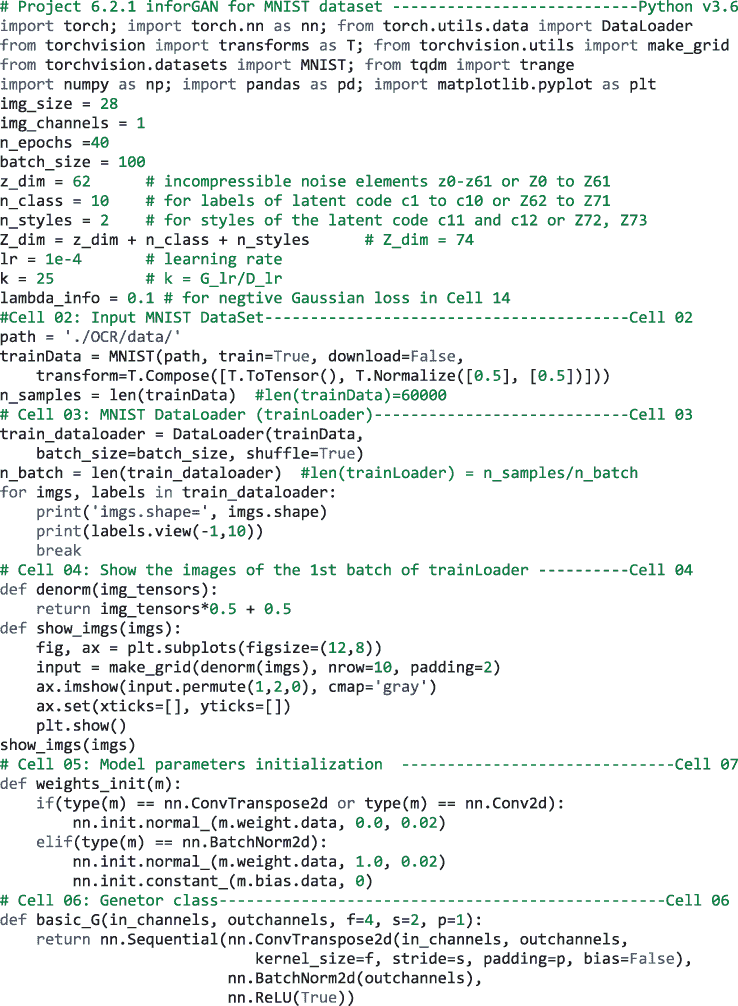 # Project 6.2.1 inforGAN for MNIST dataset ---------------------------Python v3.6
import torch; import torch.nn as nn; from torch.utils.data import DataLoader
from torchvision import transforms as T; from torchvision.utils import make_grid
from torchvision.datasets import MNIST; from tqdm import trange
import numpy as np; import pandas as pd; import matplotlib.pyplot as plt
img_size = 28
img_channels = 1
n_epochs =40
batch_size = 100
z_dim = 62      # incompressible noise elements z0-z61 or Z0 to Z61
n_class = 10    # for labels of latent code c1 to c10 or Z62 to Z71
n_styles = 2    # for styles of the latent code c11 and c12 or Z72, Z73
Z_dim = z_dim + n_class + n_styles      # Z_dim = 74
lr = 1e-4       # learning rate
k = 25          # k = G_lr/D_lr
lambda_info = 0.1 # for negtive Gaussian loss in Cell 14
#Cell 02: Input MNIST DataSet----------------------------------------Cell 02
path = './OCR/data/'
trainData = MNIST(path, train=True, download=False,
    transform=T.Compose([T.ToTensor(), T.Normalize([0.5], [0.5])]))
n_samples = len(trainData)  #len(trainData)=60000
# Cell 03: MNIST DataLoader (trainLoader)----------------------------Cell 03
train_dataloader = DataLoader(trainData,
    batch_size=batch_size, shuffle=True)
n_batch = len(train_dataloader)  #len(trainLoader) = n_samples/n_batch
for imgs, labels in train_dataloader:
    print('imgs.shape=', imgs.shape)
    print(labels.view(-1,10))
    break
# Cell 04: Show the images of the 1st batch of trainLoader ----------Cell 04
def denorm(img_tensors):
    return img_tensors*0.5 + 0.5
def show_imgs(imgs):
    fig, ax = plt.subplots(figsize=(12,8))
    input = make_grid(denorm(imgs), nrow=10, padding=2)
    ax.imshow(input.permute(1,2,0), cmap='gray')
    ax.set(xticks=[], yticks=[])
    plt.show()
show_imgs(imgs)
# Cell 05: Model parameters initialization  ------------------------------Cell 07
def weights_init(m):
    if(type(m) == nn.ConvTranspose2d or type(m) == nn.Conv2d):
        nn.init.normal_(m.weight.data, 0.0, 0.02)
    elif(type(m) == nn.BatchNorm2d):
        nn.init.normal_(m.weight.data, 1.0, 0.02)
        nn.init.constant_(m.bias.data, 0)
# Cell 06: Genetor class-------------------------------------------------Cell 06
def basic_G(in_channels, outchannels, f=4, s=2, p=1):
    return nn.Sequential(nn.ConvTranspose2d(in_channels, outchannels,
                            kernel_size=f, stride=s, padding=p, bias=False),
                         nn.BatchNorm2d(outchannels),
                         nn.ReLU(True))